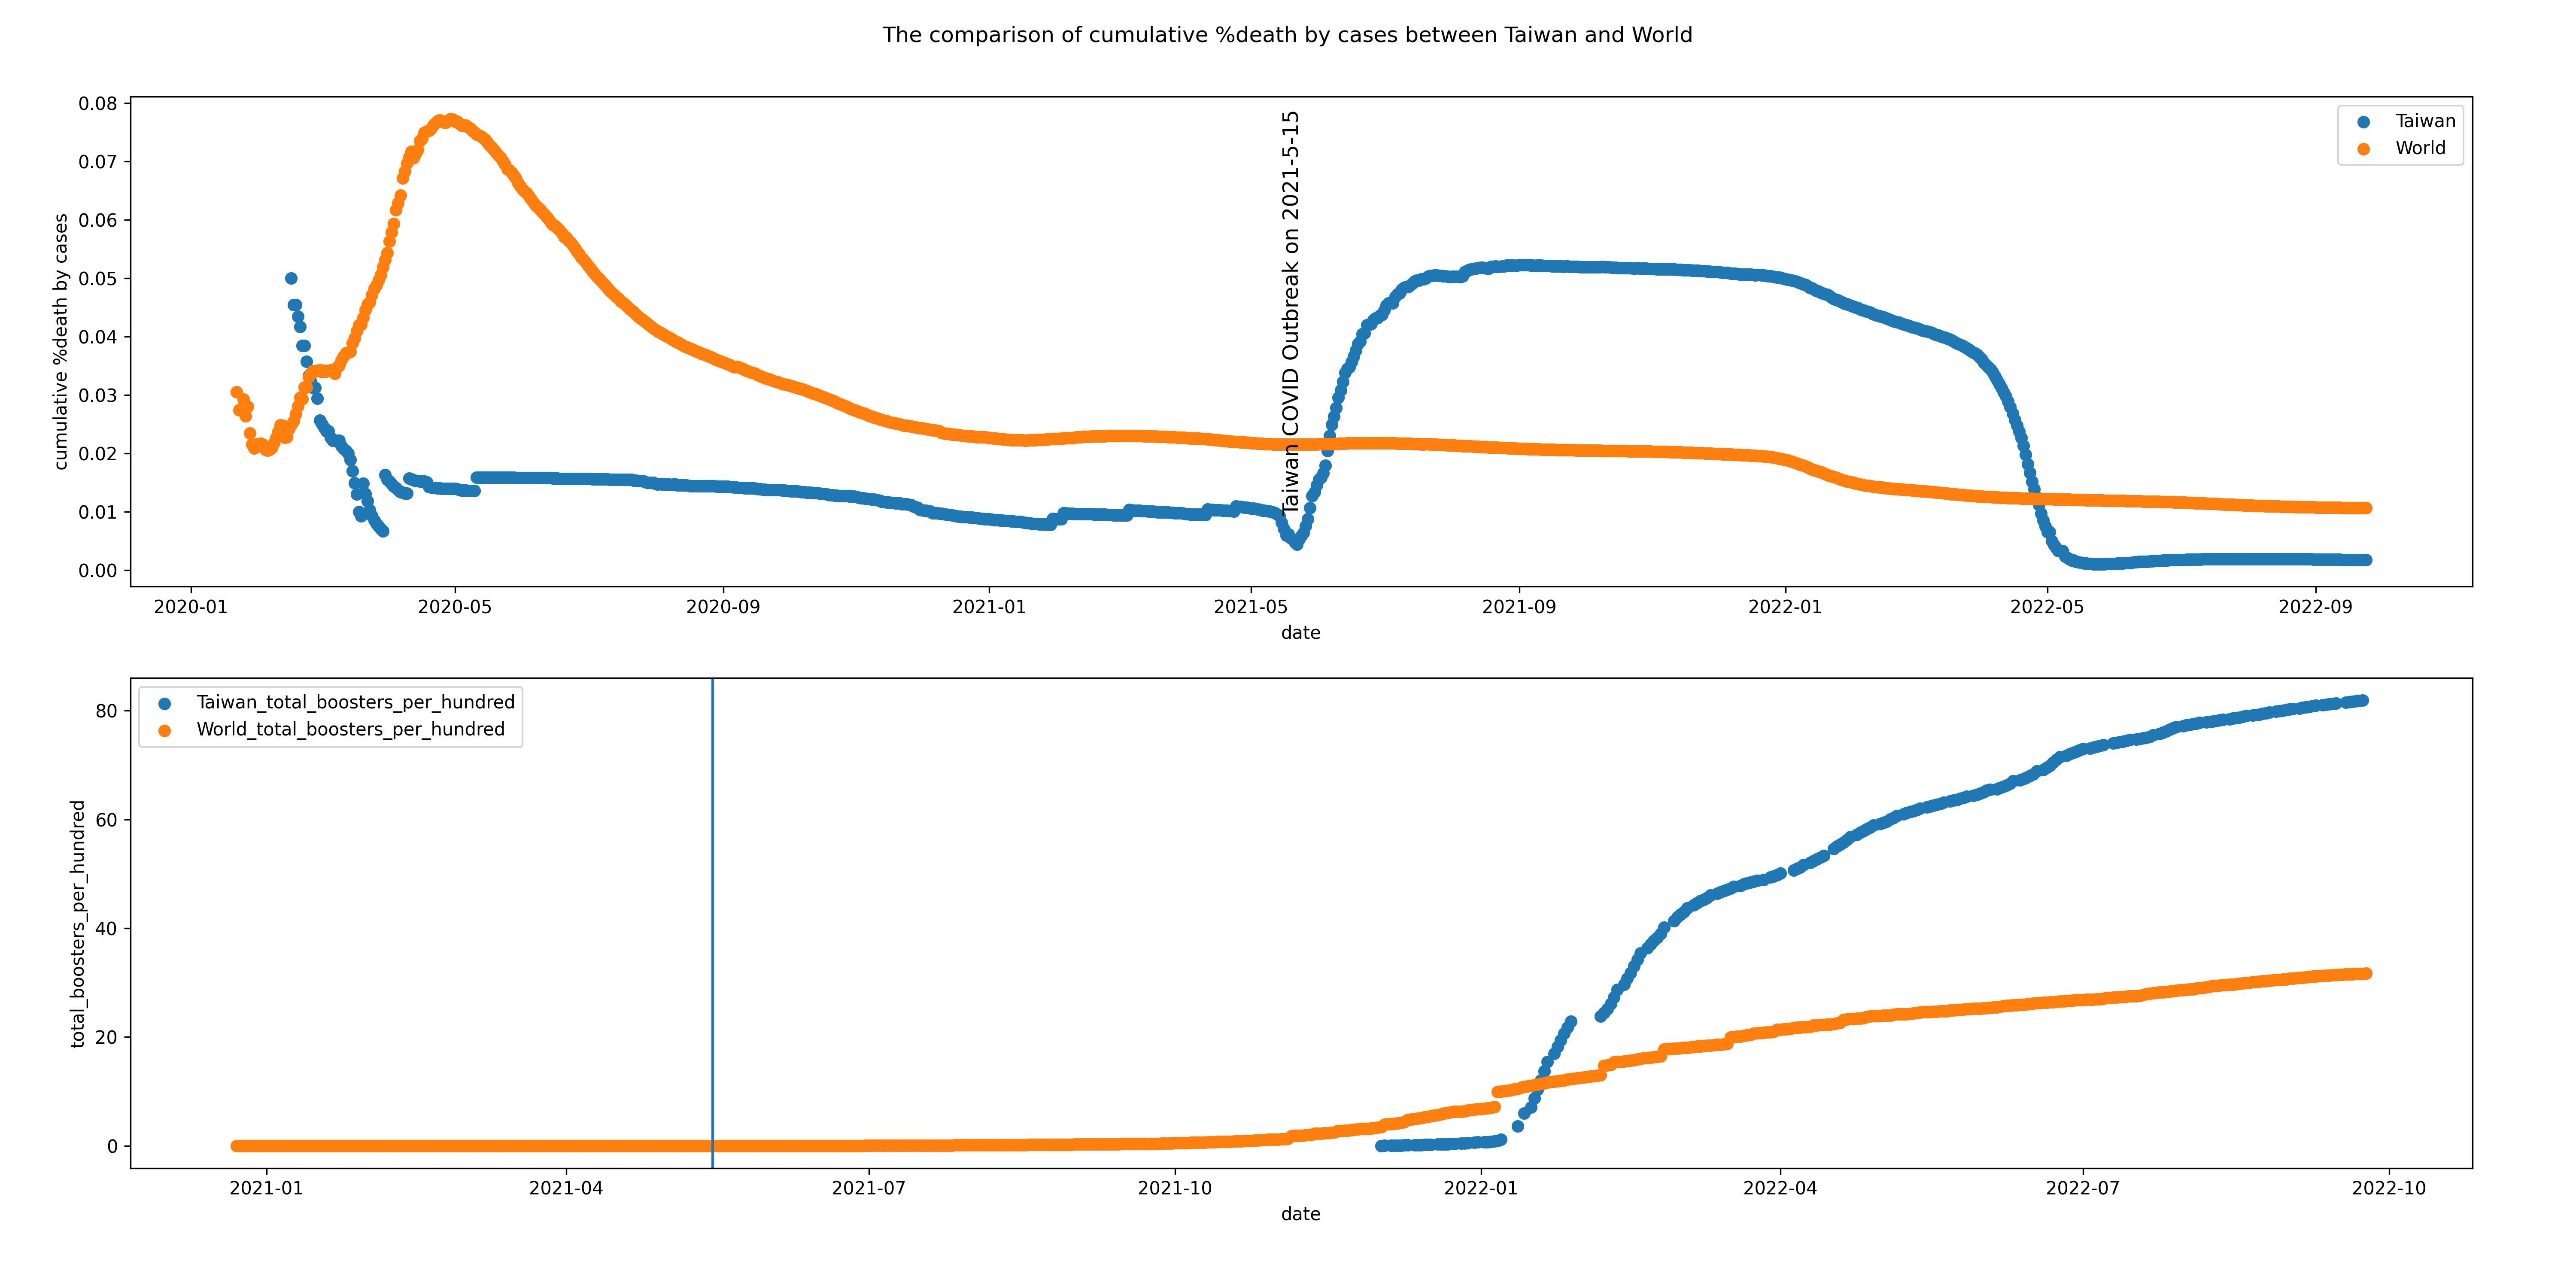 The comparison of cumulative %death by cases between Taiwan and World
cumulative %death by cases
0.08
0.07
0.06
0.05
0.04
0.03
0.02
0.01
0.00
Taiwan COVID Outbreak on 2021-5-15
Taiwan
World
2020-01 2020-05 2020-09 2021-01 2021-05 2021-09 2022-01 2022-05 2022-09
date
total_boosters_per_hundred
80
60
40
20
0
Taiwan_total_boosters_per_hundred
World_total_boosters_per_hundred
2021-01 2021-04 2021-07 2021-10 2022-01 2022-04 2022-07 2022-10
date